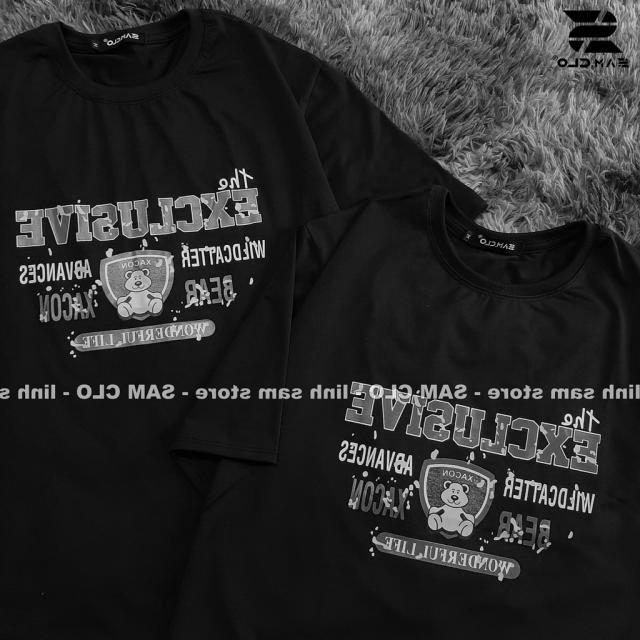 SAM.CLO
SAM.CLO
The
EXCLUSIVE
WILDCATTER ADVANCES
XACON
BEAR XACON
WONDERFUL LIFE
SAM.CLO
The
EXCLUSIVE
WILDCATTER ADVANCES
XACON
BEAR XACON
WONDERFUL LIFE
linh sam store - SAM CLO - linh sam store - SAM CLO - linh s